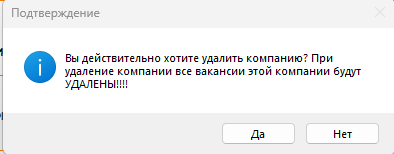 Подтверждение
Вы действительно хотите удалить компанию? При
удаление компании все вакансии этой компании будут
УДАЛЕНЫ!!!!
Да
Нет